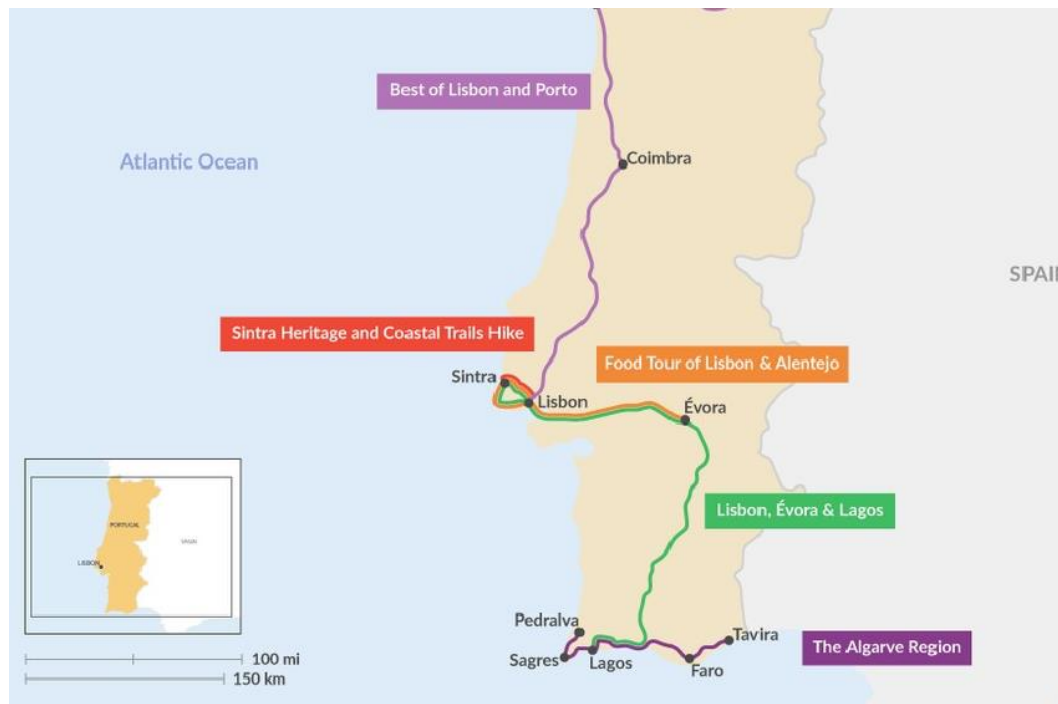 Best of Lisbon and Porto
Coimbra
Atlantic Ocean
SPAI
Sintra Heritage and Coastal Trails Hike
Food Tour of Lisbon & Alentejo
Sintra
Lisbon
Évora
Lisbon, Évora & Lagos
PORTUGAL
SPAIN
LISBON
Pedralva
Tavira
The Algarve Region
Sagres
Lagos
Faro
100 mi
150 km